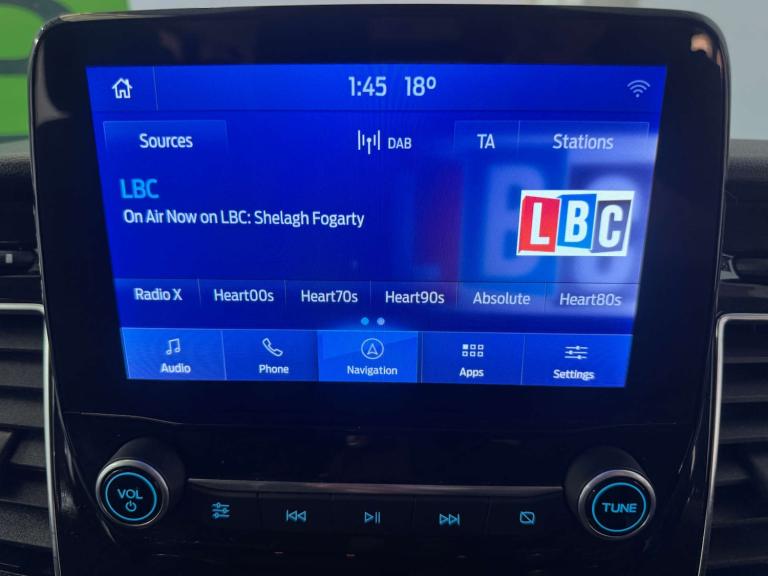 1:45 18º
Sources DAB TA Stations
LBC
On Air Now on LBC: Shelagh Fogarty
LBC
Radio X Heart00s Heart70s Heart90s Absolute Heart80s
Audio Phone Navigation Apps Settings
VOL
TUNE